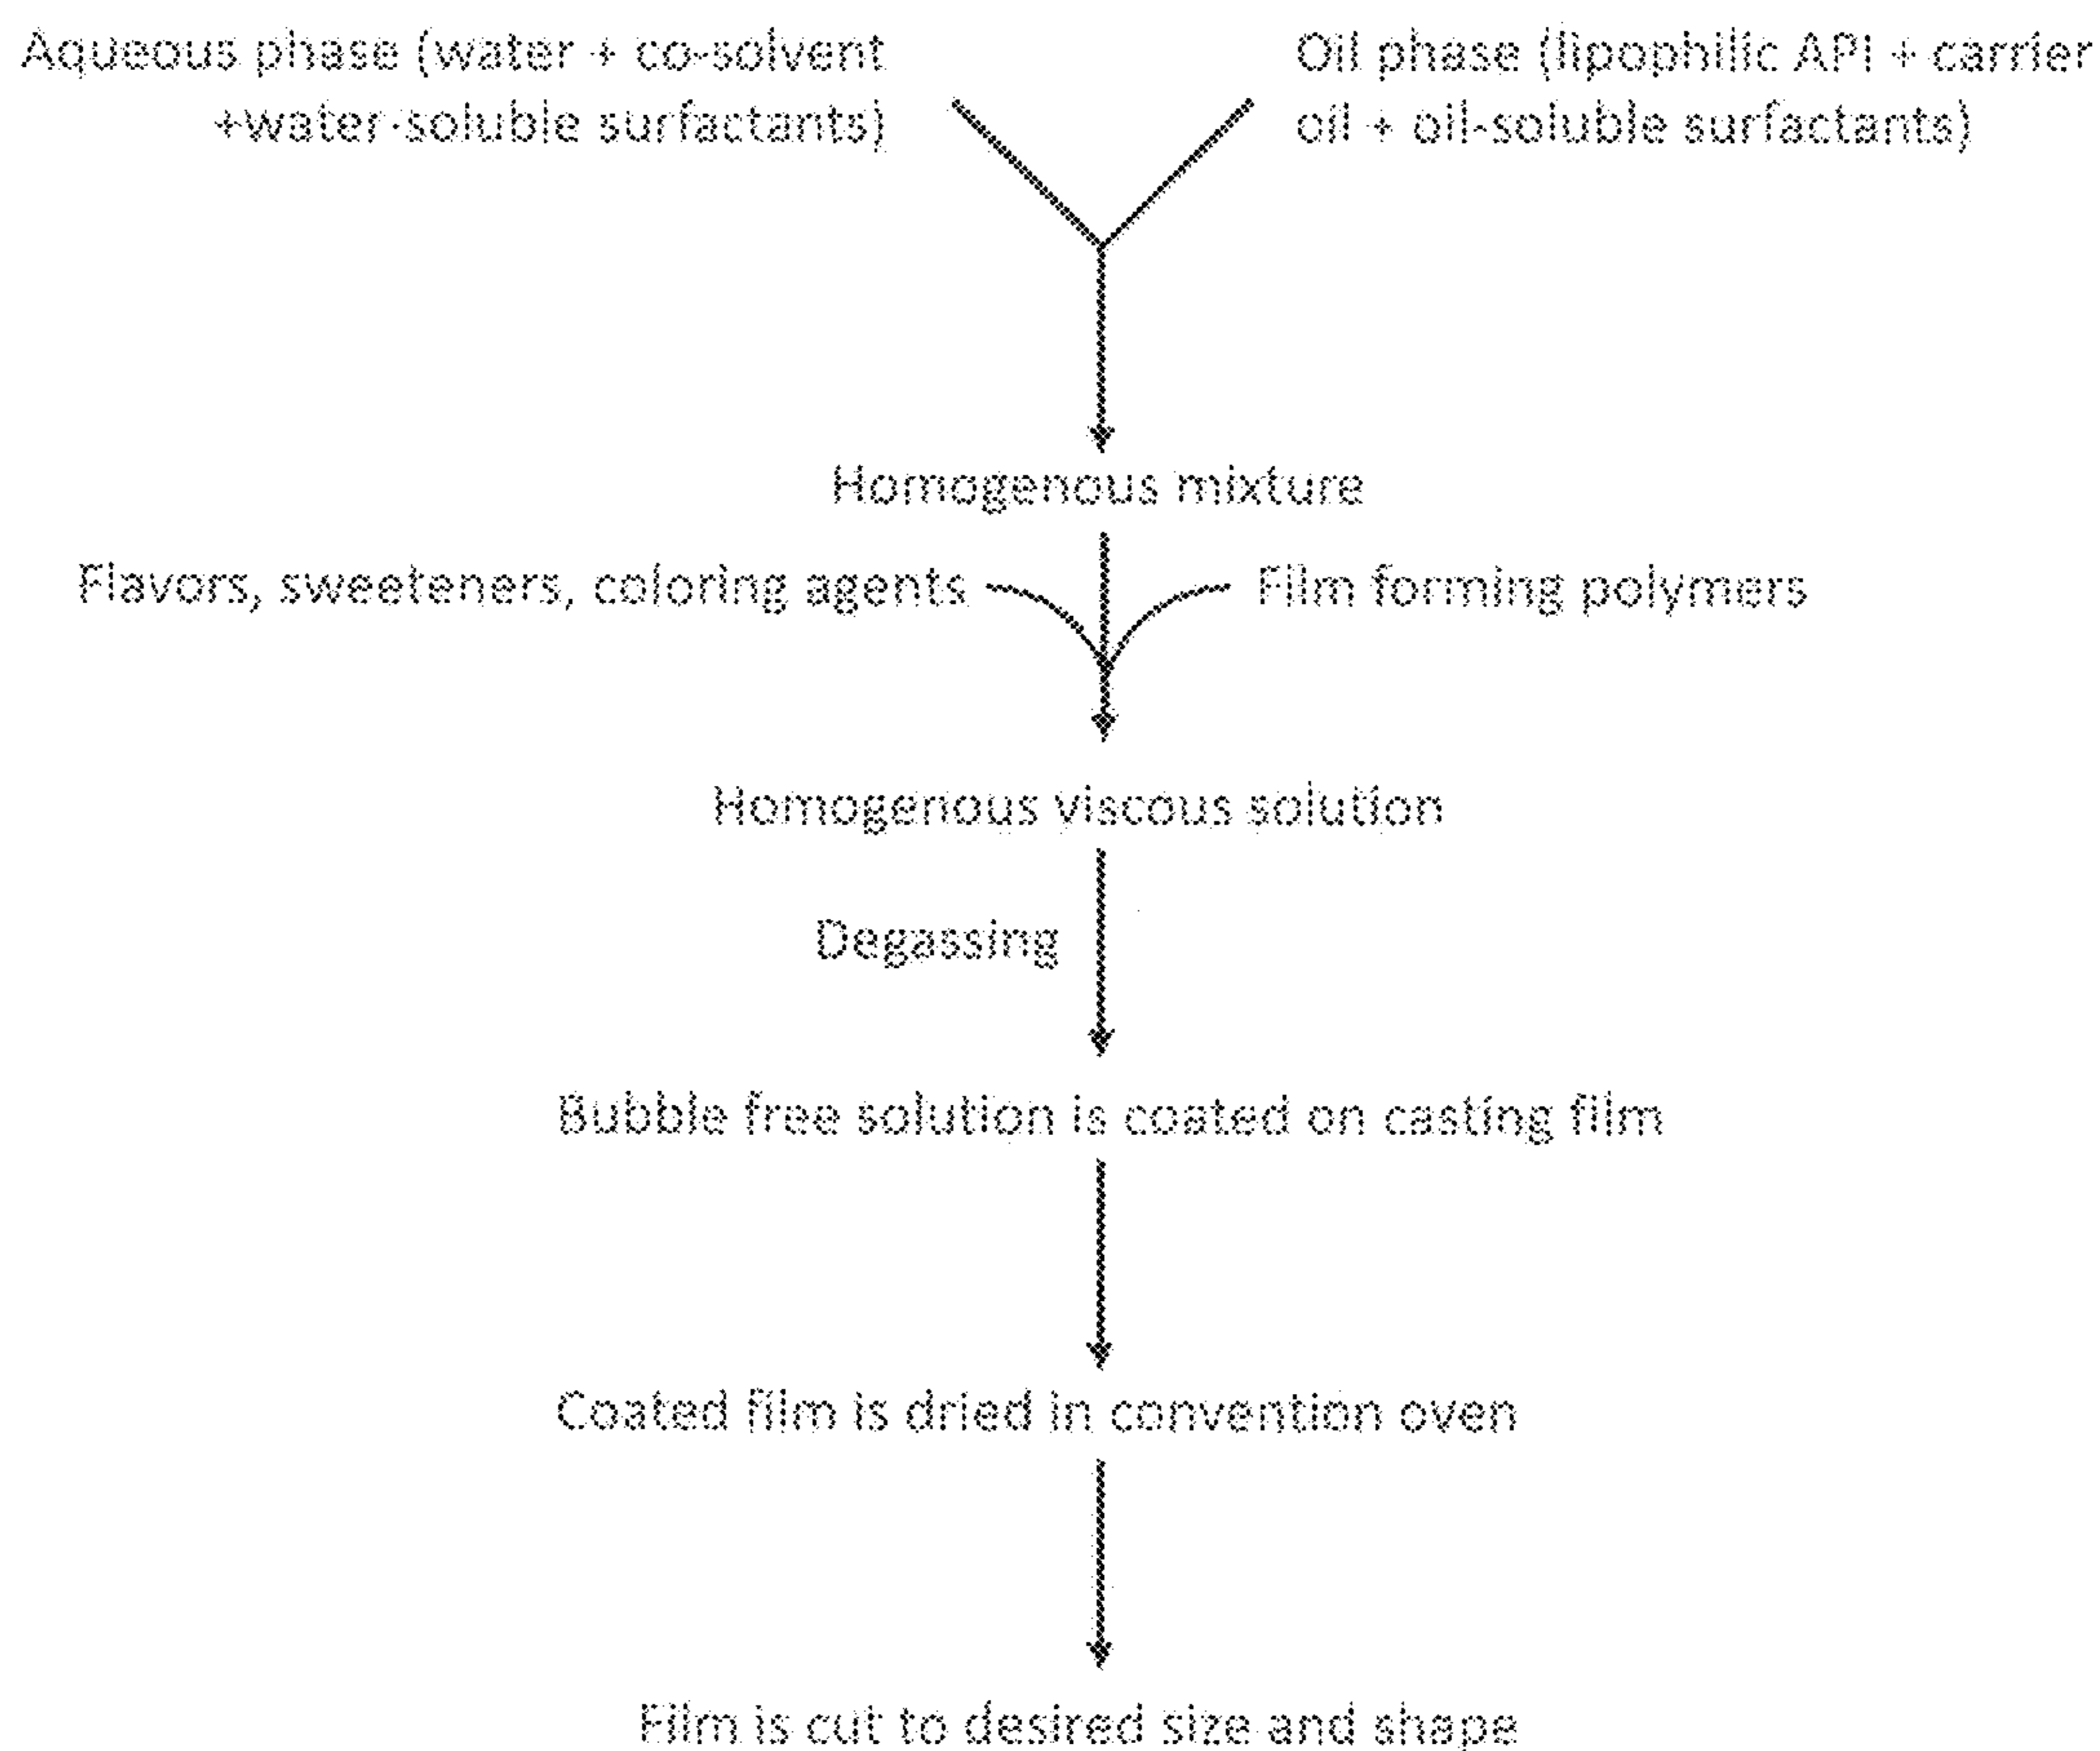 Aqueous phase (water + co-solvent
+water-soluble surfactants)
Oil phase (lipophilic API + carrier
oil + oil-soluble surfactants)
Homogenous mixture
Flavors, sweeteners, coloring agents
Film forming polymers
Homogenous viscous solution
Degassing
Bubble free solution is coated on casting film
Coated film is dried in convention oven
Film is cut to desired size and shape